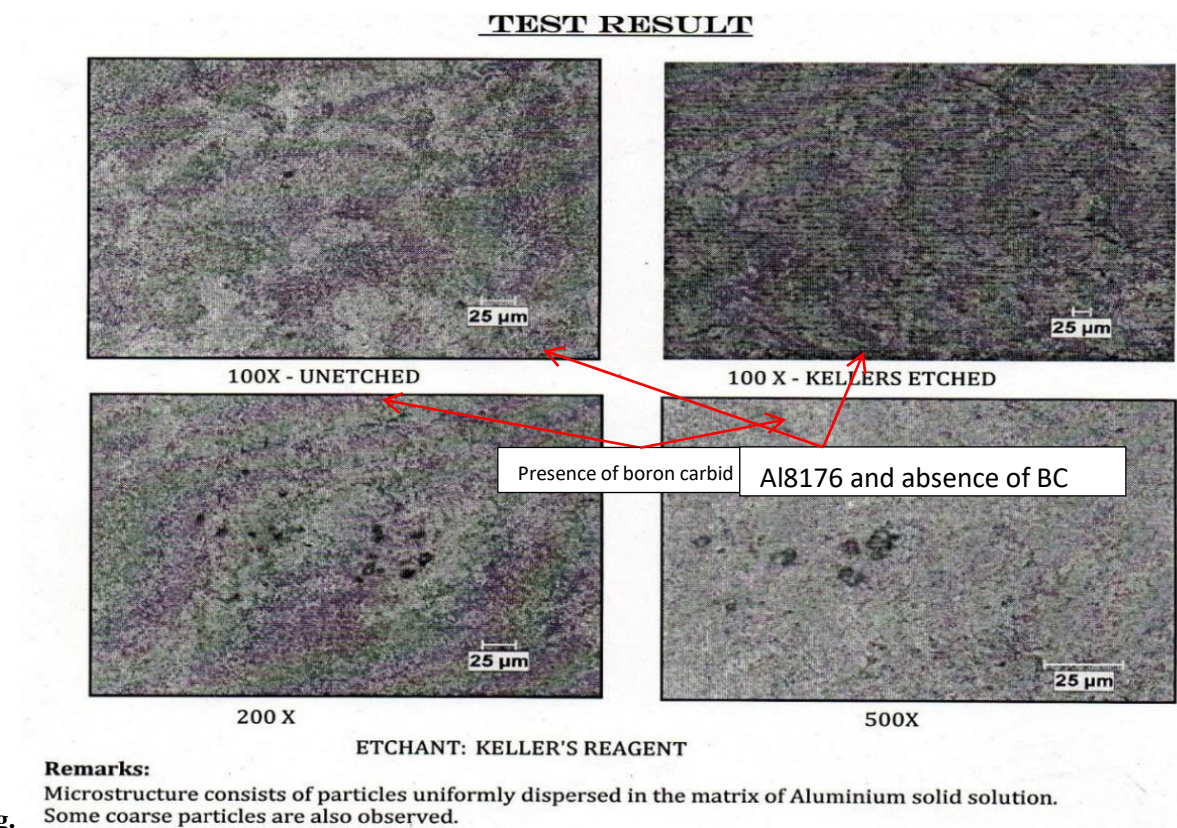 TEST RESULT
25 µm
25 µm
100X - UNETCHED
100 X - KELLERS ETCHED
Presence of boron carbid
Al8176 and absence of BC
25 µm
25 µm
200 X
500X
ETCHANT: KELLER'S REAGENT
Remarks:
Microstructure consists of particles uniformly dispersed in the matrix of Aluminium solid solution.
Some coarse particles are also observed.